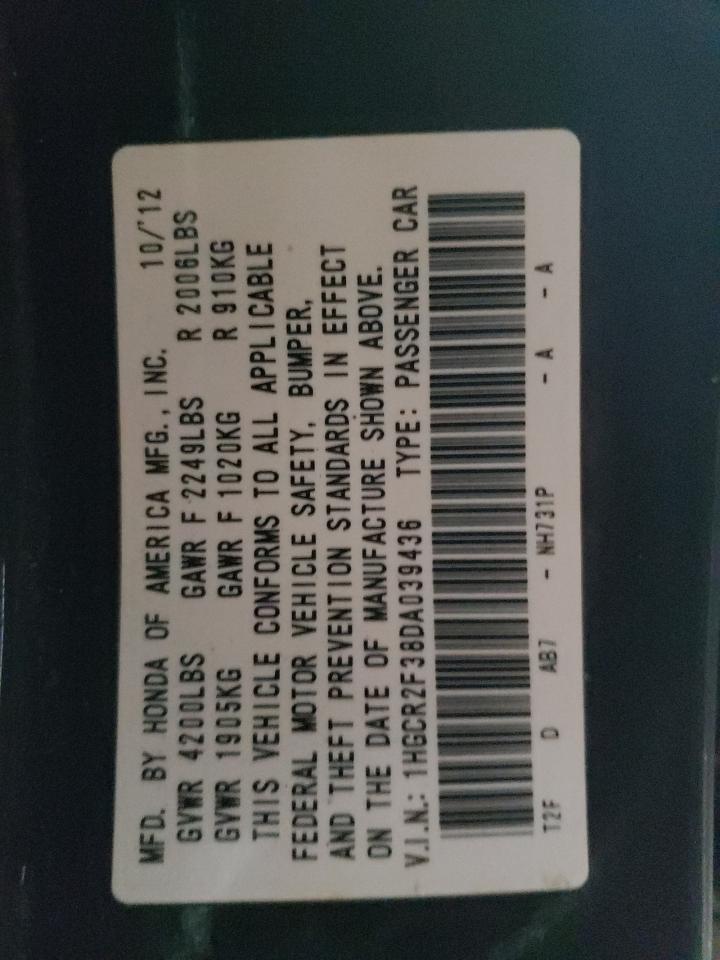 MFD. BY HONDA OF AMERICA MFG., INC. 10/'12
GVWR 4200LBS GAWR F 2249LBS R 2006LBS
GVWR 1905KG GAWR F 1020KG R 910KG
THIS VEHICLE CONFORMS TO ALL APPLICABLE
FEDERAL MOTOR VEHICLE SAFETY, BUMPER,
AND THEFT PREVENTION STANDARDS IN EFFECT
ON THE DATE OF MANUFACTURE SHOWN ABOVE.
V.I.N.: 1HGCR2F38DA039436 TYPE: PASSENGER CAR
T2F D AB7 - NH731P - A - A